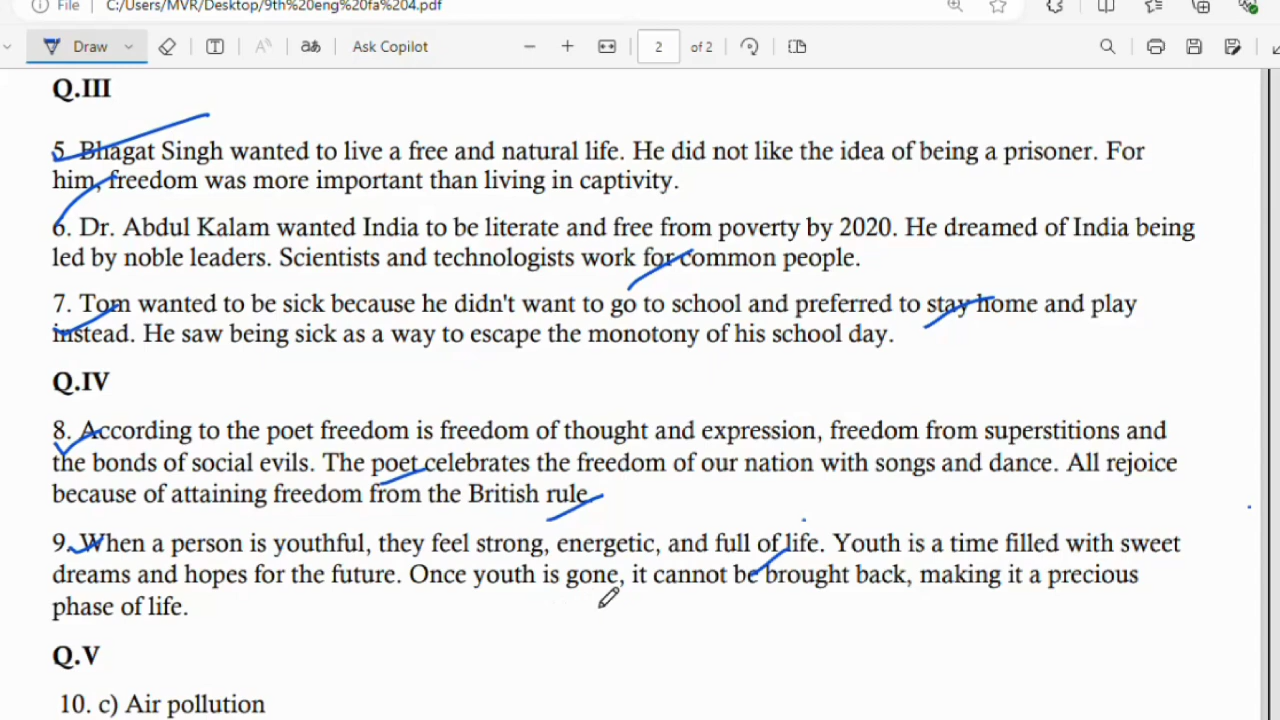 File C:/Users/MVR/Desktop/9th%20eng%20fa%204.pdf
Draw Ask Copilot 2 of 2
Q.III
5. Bhagat Singh wanted to live a free and natural life. He did not like the idea of being a prisoner. For
him, freedom was more important than living in captivity.
6. Dr. Abdul Kalam wanted India to be literate and free from poverty by 2020. He dreamed of India being
led by noble leaders. Scientists and technologists work for common people.
7. Tom wanted to be sick because he didn't want to go to school and preferred to stay home and play
instead. He saw being sick as a way to escape the monotony of his school day.
Q.IV
8. According to the poet freedom is freedom of thought and expression, freedom from superstitions and
the bonds of social evils. The poet celebrates the freedom of our nation with songs and dance. All rejoice
because of attaining freedom from the British rule.
9. When a person is youthful, they feel strong, energetic, and full of life. Youth is a time filled with sweet
dreams and hopes for the future. Once youth is gone, it cannot be brought back, making it a precious
phase of life.
Q.V
10. c) Air pollution